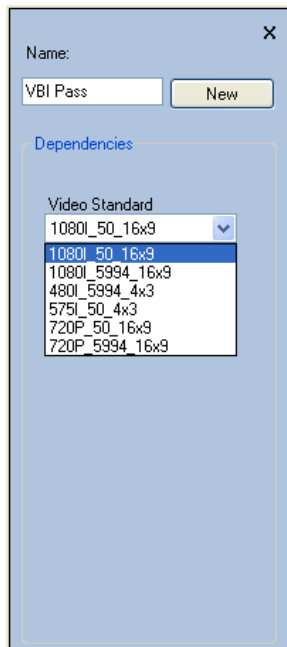 X
Name:
VBI Pass
New
Dependencies
Video Standard
1080I_50_16x9
1080I_50_16x9
1080I_5994_16x9
480I_5994_4x3
575I_50_4x3
720P_50_16x9
720P_5994_16x9